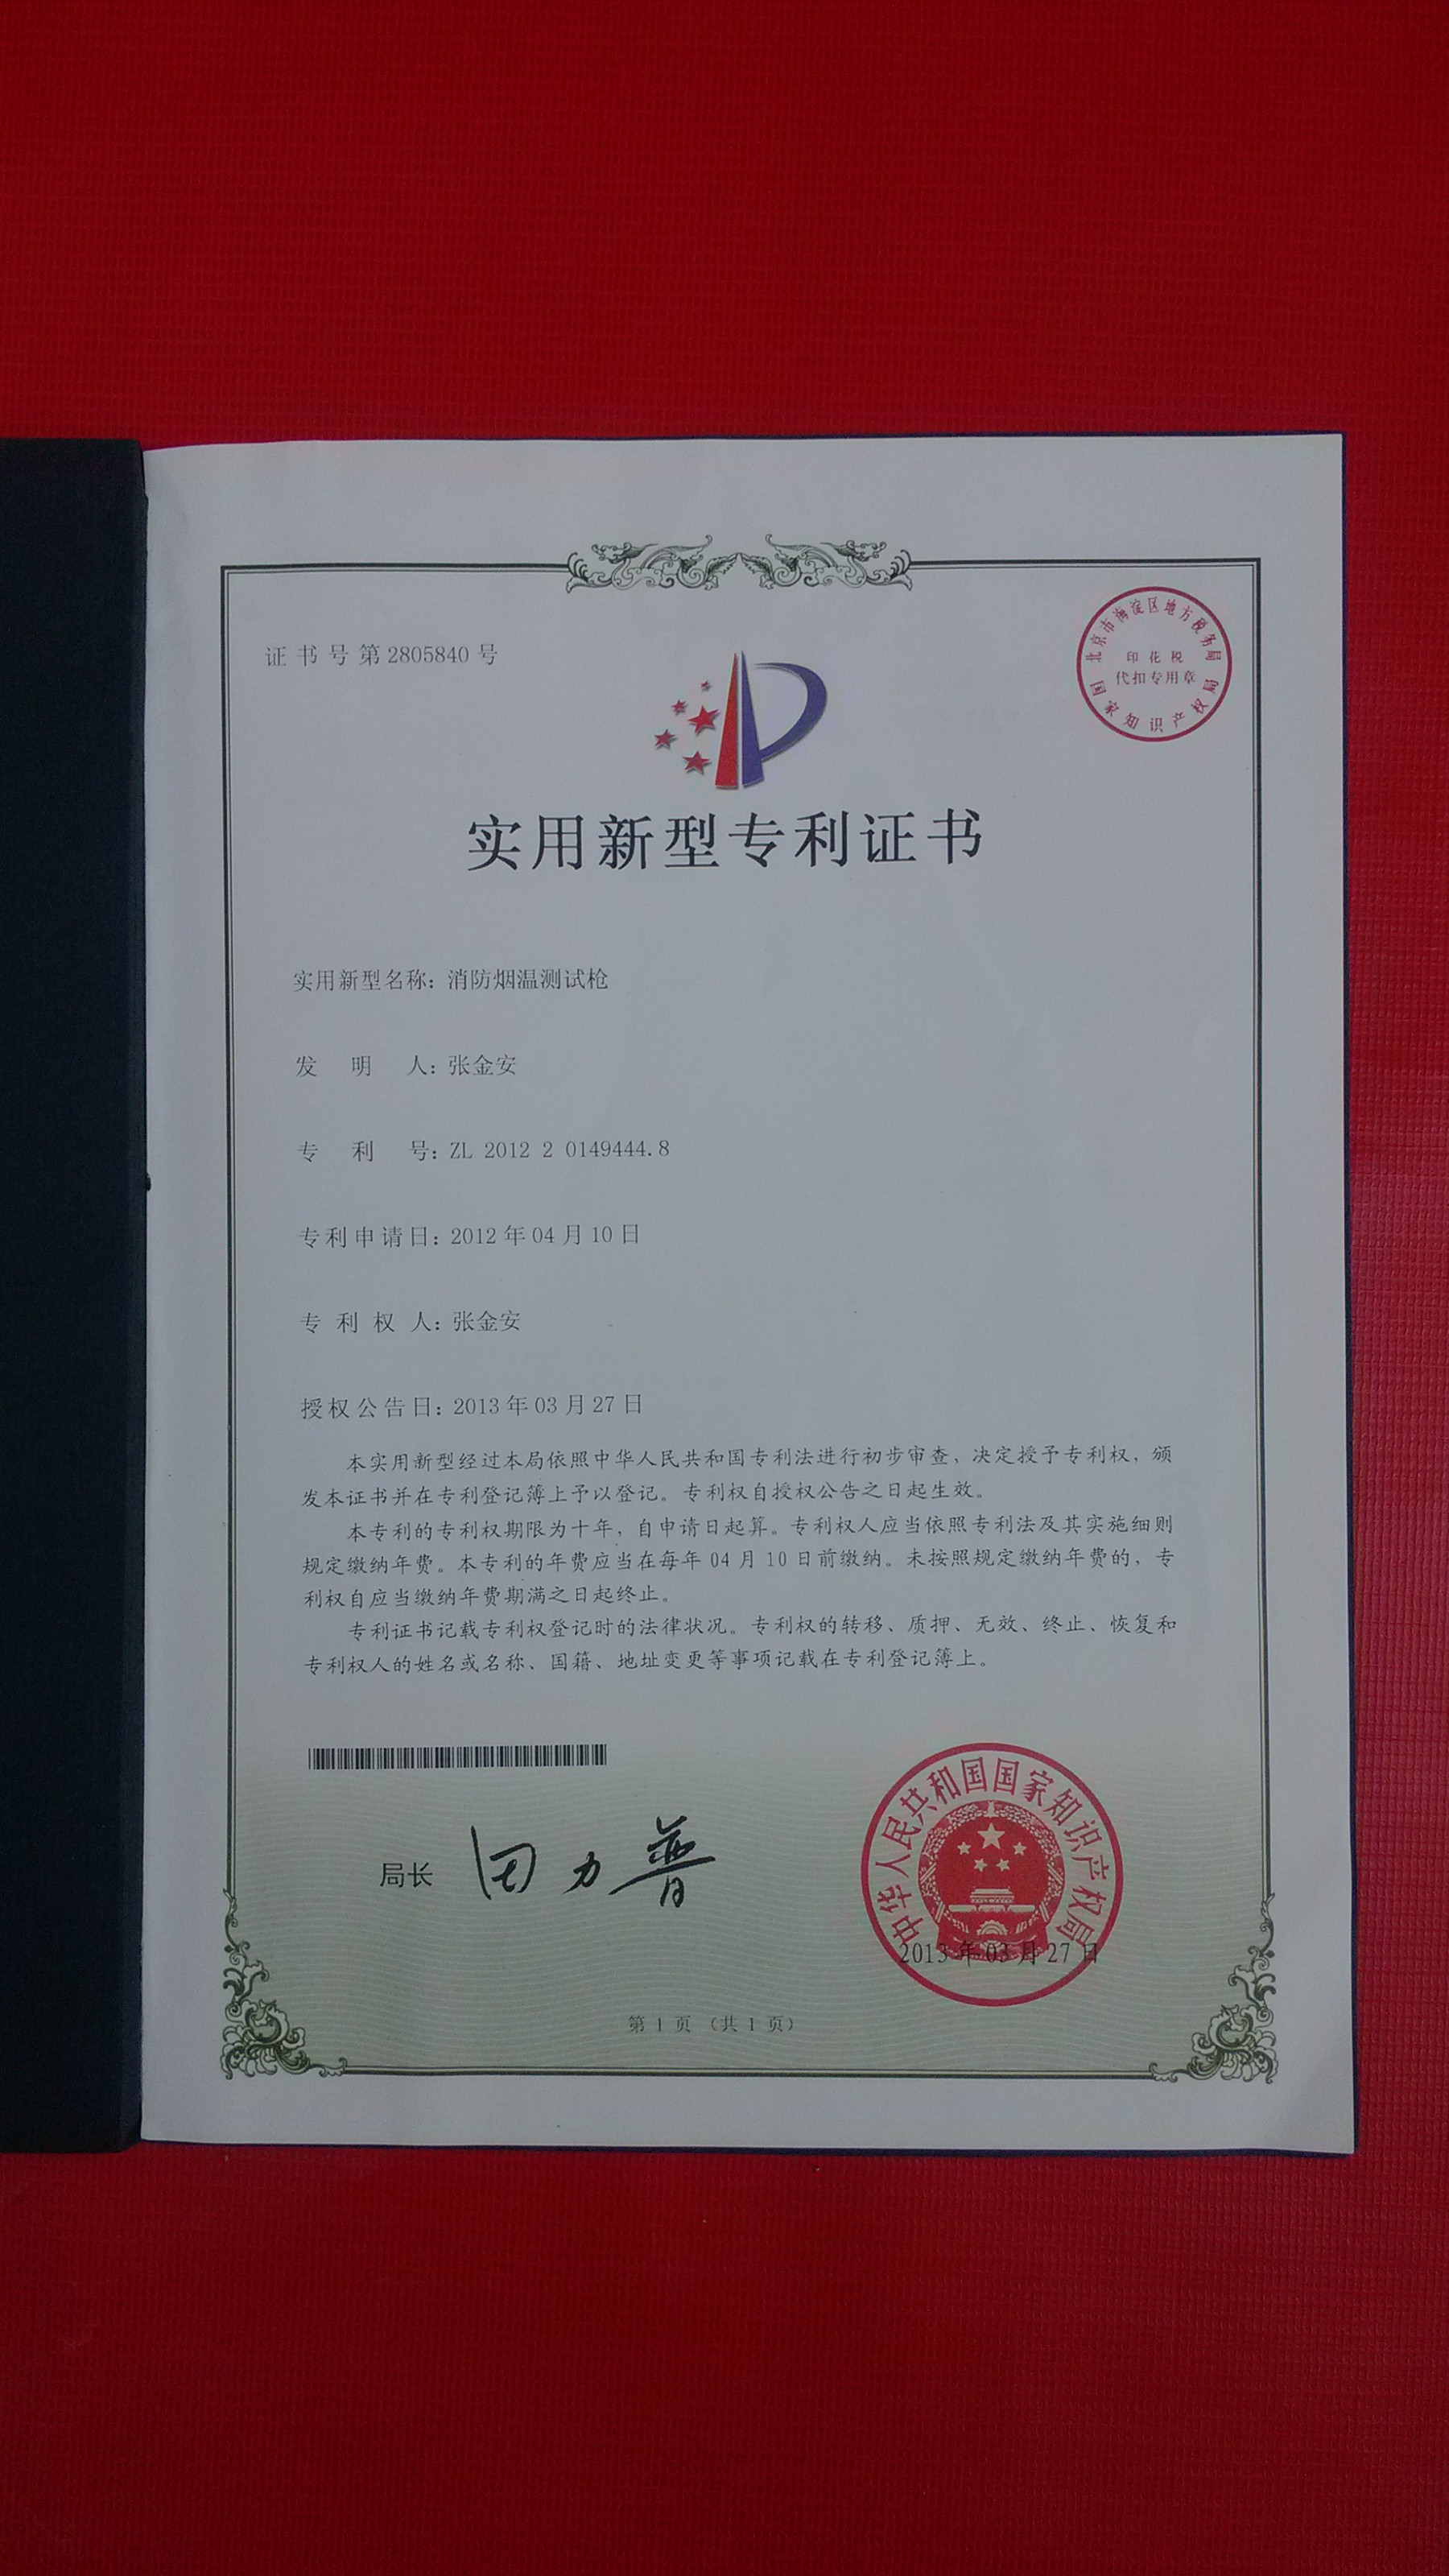 证书号第2805840号
北京市海淀区地方税务局
印花税
代扣专用章
国家知识产权局
实用新型专利证书
实用新型名称：消防烟温测试枪
发明人：张金安
专利号：ZL 2012 2 0149444.8
专利申请日：2012年04月10日
专利权人：张金安
授权公告日：2013年03月27日
本实用新型经过本局依照中华人民共和国专利法进行初步审查，决定授予专利权，颁
发本证书并在专利登记簿上予以登记。专利权自授权公告之日起生效。
本专利的专利权期限为十年，自申请日起算。专利权人应当依照专利法及其实施细则
规定缴纳年费。本专利的年费应当在每年04月10日前缴纳。未按照规定缴纳年费的，专
利权自应当缴纳年费期满之日起终止。
专利证书记载专利权登记时的法律状况。专利权的转移、质押、无效、终止、恢复和
专利权人的姓名或名称、国籍、地址变更等事项记载在专利登记簿上。
局长 田力普
中华人民共和国国家知识产权局
2013年03月27日
第1页（共1页）